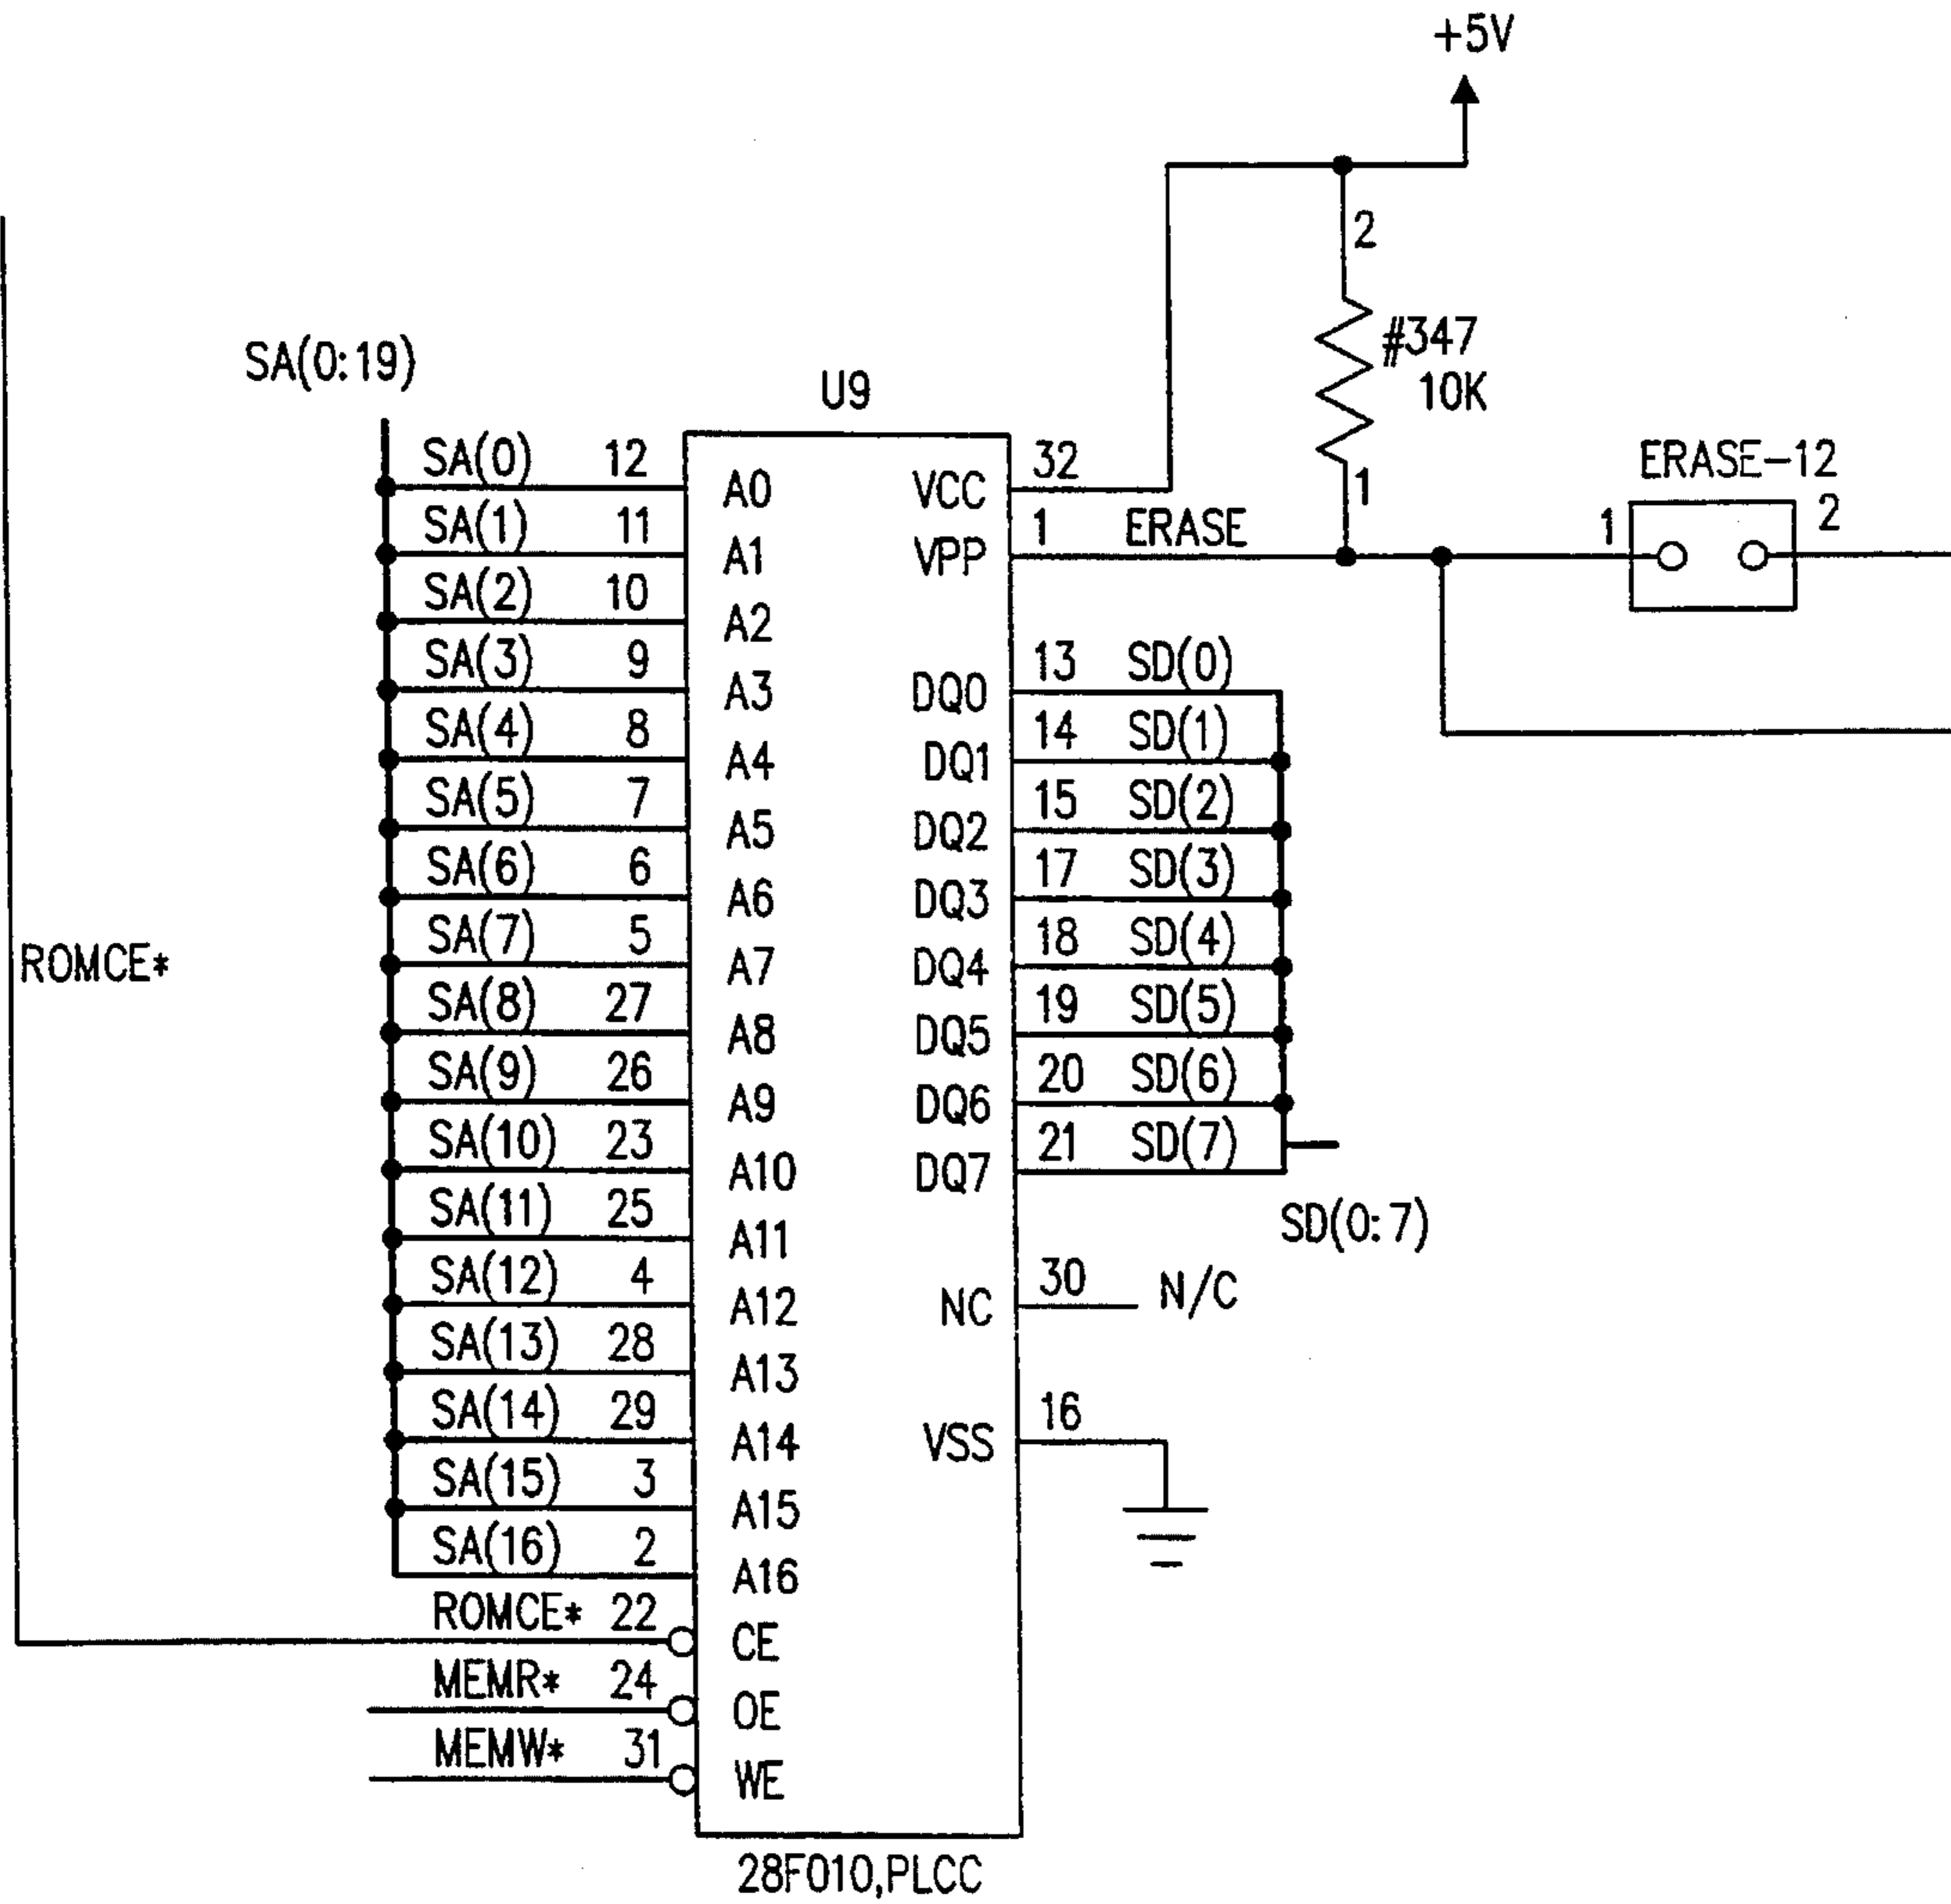 +5V
2
#347
10K
1
SA(0:19)
U9
ERASE-12
1
2
SA(0) 12 A0 VCC 32
SA(1) 11 A1 VPP 1 ERASE
SA(2) 10 A2
SA(3) 9 A3 DQ0 13 SD(0)
SA(4) 8 A4 DQ1 14 SD(1)
SA(5) 7 A5 DQ2 15 SD(2)
SA(6) 6 A6 DQ3 17 SD(3)
ROMCE*
SA(7) 5 A7 DQ4 18 SD(4)
SA(8) 27 A8 DQ5 19 SD(5)
SA(9) 26 A9 DQ6 20 SD(6)
SA(10) 23 A10 DQ7 21 SD(7)
SD(0:7)
SA(11) 25 A11
SA(12) 4 A12 NC 30 N/C
SA(13) 28 A13
SA(14) 29 A14 VSS 16
SA(15) 3 A15
SA(16) 2 A16
ROMCE* 22 CE
MEMR* 24 OE
MEMW* 31 WE
28F010,PLCC